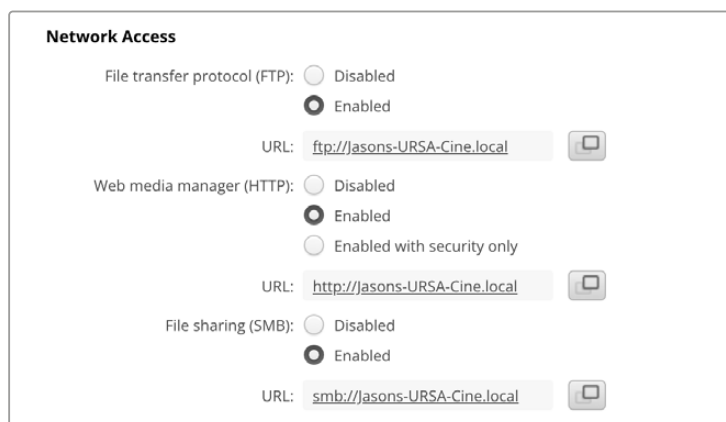 Network Access
File transfer protocol (FTP): Disabled
Enabled
URL: ftp://Jasons-URSA-Cine.local
Web media manager (HTTP): Disabled
Enabled
Enabled with security only
URL: http://Jasons-URSA-Cine.local
File sharing (SMB): Disabled
Enabled
URL: smb://Jasons-URSA-Cine.local